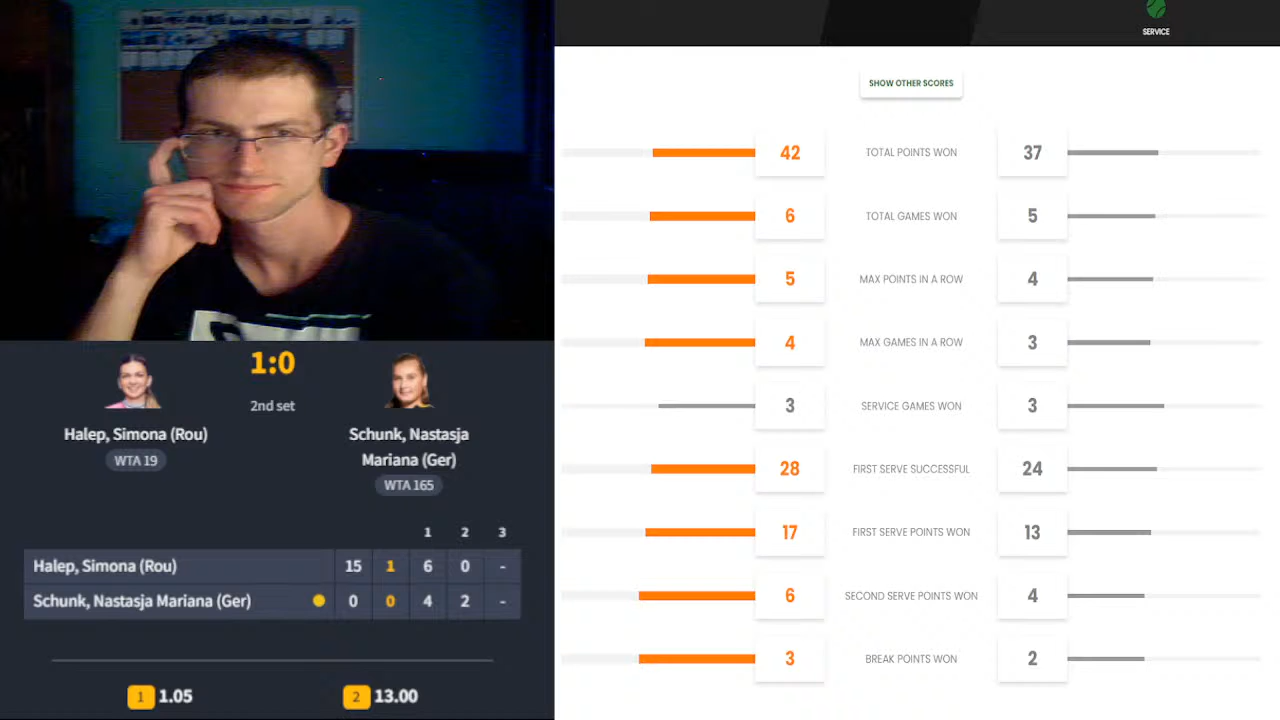 SERVICE
SHOW OTHER SCORES
42 TOTAL POINTS WON 37
6 TOTAL GAMES WON 5
5 MAX POINTS IN A ROW 4
4 MAX GAMES IN A ROW 3
3 SERVICE GAMES WON 3
28 FIRST SERVE SUCCESSFUL 24
17 FIRST SERVE POINTS WON 13
6 SECOND SERVE POINTS WON 4
3 BREAK POINTS WON 2
1:0
2nd set
Halep, Simona (Rou)
WTA 19
Schunk, Nastasja
Mariana (Ger)
WTA 165
1 2 3
Halep, Simona (Rou) 15 1 6 0 -
Schunk, Nastasja Mariana (Ger) 0 0 4 2 -
1 1.05 2 13.00